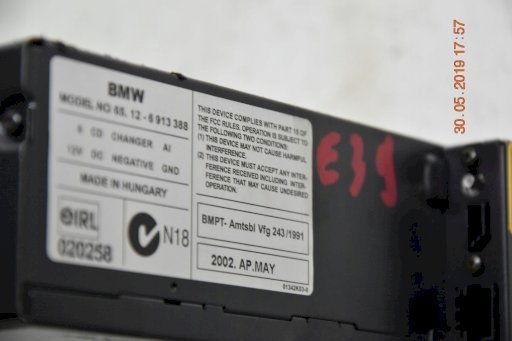 BMW
MODEL NO 65. 12 - 6 913 388
6 CD CHANGER AI
12V DC NEGATIVE GND
MADE IN HUNGARY
eIRL
020258
N18
THIS DEVICE COMPLIES WITH PART 15 OF
THE FCC RULES. OPERATION IS SUBJECT TO
THE FOLLOWING TWO CONDITIONS:
(1) THIS DEVICE MAY NOT CAUSE HARMFUL
INTERFERENCE.
(2) THIS DEVICE MUST ACCEPT ANY INTER-
FERENCE RECEIVED INCLUDING INTER-
FERENCE THAT MAY CAUSE UNDESIRED
OPERATION.
BMPT- Amtsbl Vfg 243/1991
2002. AP.MAY
01342K53-0
E39
30.05.2019 17:57